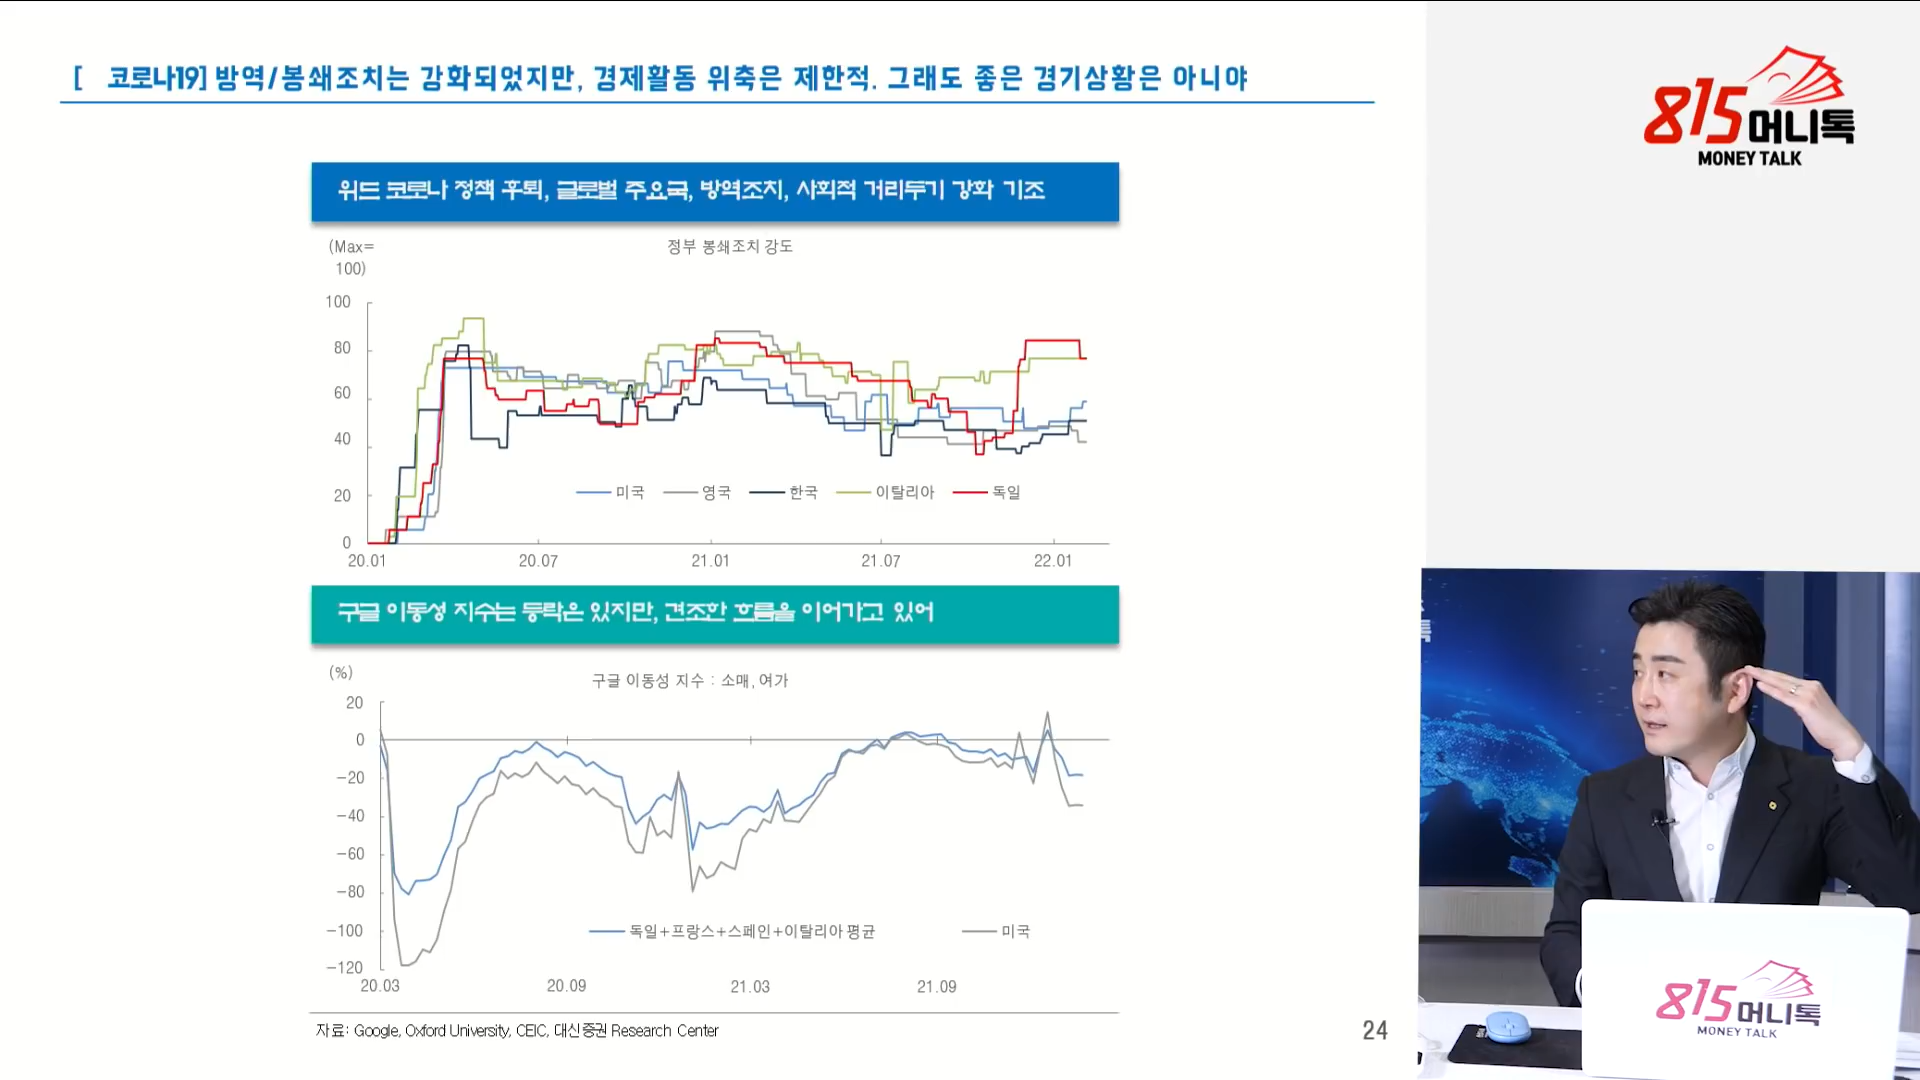 [ 코로나19] 방역/봉쇄조치는 강화되었지만, 경제활동 위축은 제한적. 그래도 좋은 경기상황은 아니야
815머니톡
MONEY TALK
위드 코로나 정책 후퇴, 글로벌 주요국, 방역조치, 사회적 거리두기 강화 기조
(Max=
100)
정부 봉쇄조치 강도
100
80
60
40
20
0
미국 영국 한국 이탈리아 독일
20.01 20.07 21.01 21.07 22.01
구글 이동성 지수는 등락은 있지만, 견조한 흐름을 이어가고 있어
(%)
구글 이동성 지수 : 소매, 여가
20
0
-20
-40
-60
-80
-100
-120
독일+프랑스+스페인+이탈리아 평균 미국
20.03 20.09 21.03 21.09
자료: Google, Oxford University, CEIC, 대신증권 Research Center
24
톡
815머니톡
MONEY TALK